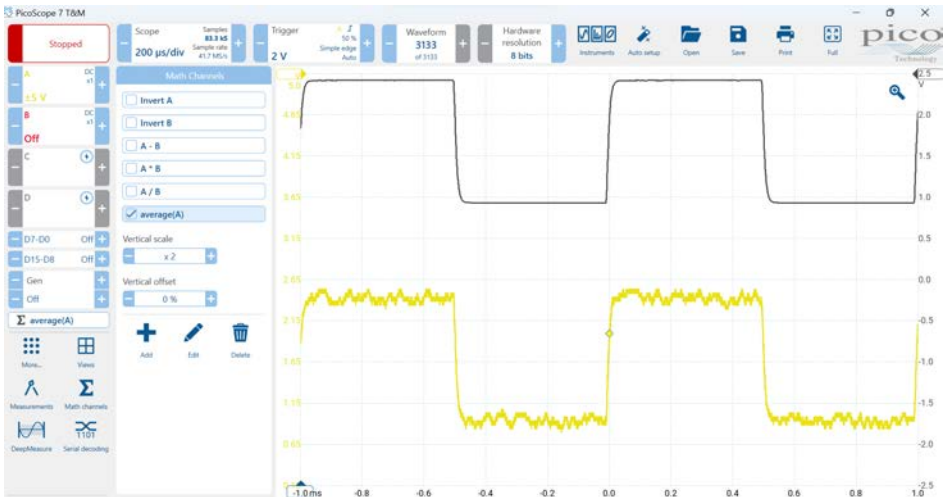 PicoScope 7 T&M
Stopped
Scope
Samples
83.3 kS
200 µs/div
Sample rate
41.7 MS/s
Trigger
50 %
Simple edge
2 V
Auto
Waveform
3133
of 3133
Hardware
resolution
8 bits
Instruments
Auto setup
Open
Save
Print
Full
pico
Technology
A
DC
x1
±5 V
B
DC
x1
Off
C
D
D7-D0
Off
D15-D8
Off
Gen
Off
Σ average(A)
More...
Views
Measurements
Math channels
1101
DeepMeasure
Serial decoding
Math Channels
Invert A
Invert B
A - B
A * B
A / B
average(A)
Vertical scale
x 2
Vertical offset
0 %
Add
Edit
Delete
5.0
4.65
4.15
3.65
3.15
2.65
2.15
1.65
1.15
0.65
2.5
V
2.0
1.5
1.0
0.5
0.0
-0.5
-1.0
-1.5
-2.0
-2.5
-1.0 ms
-0.8
-0.6
-0.4
-0.2
0.0
0.2
0.4
0.6
0.8
1.0